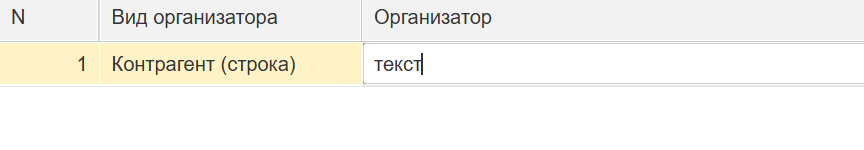 N Вид организатора Организатор
1 Контрагент (строка) текст